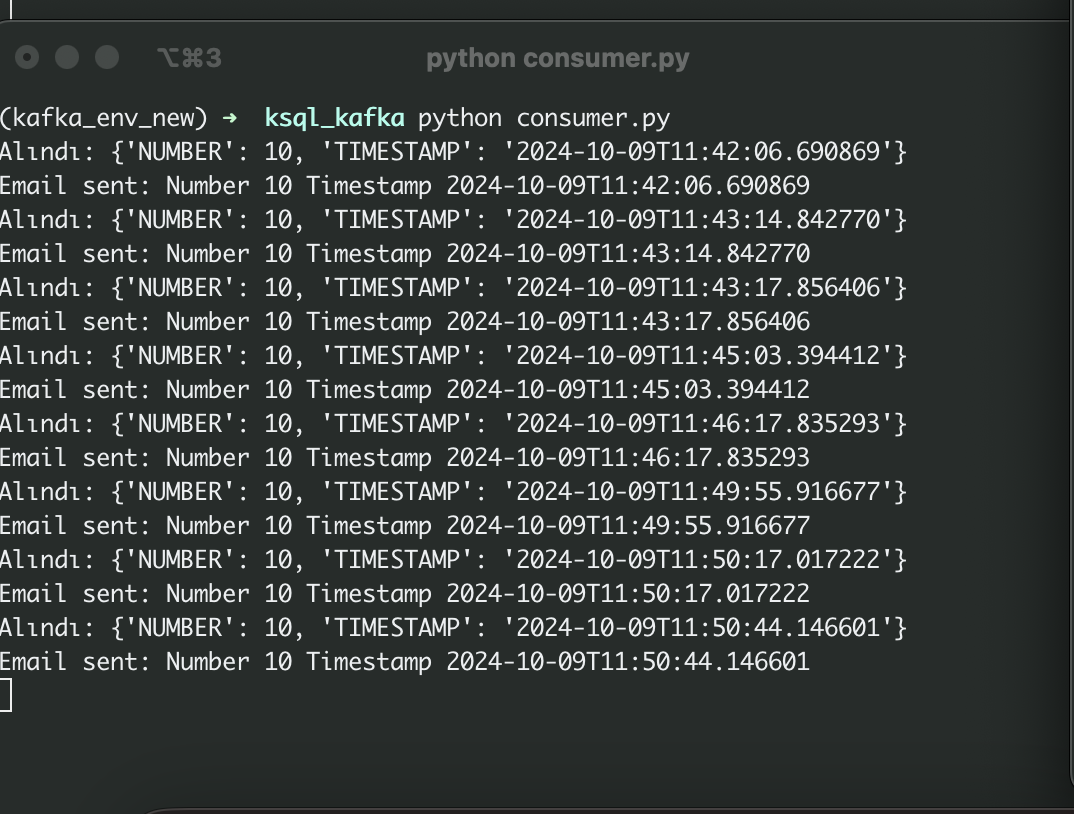 ⌥⌘3 python consumer.py
(kafka_env_new) ➜ ksql_kafka python consumer.py
Alındı: {'NUMBER': 10, 'TIMESTAMP': '2024-10-09T11:42:06.690869'}
Email sent: Number 10 Timestamp 2024-10-09T11:42:06.690869
Alındı: {'NUMBER': 10, 'TIMESTAMP': '2024-10-09T11:43:14.842770'}
Email sent: Number 10 Timestamp 2024-10-09T11:43:14.842770
Alındı: {'NUMBER': 10, 'TIMESTAMP': '2024-10-09T11:43:17.856406'}
Email sent: Number 10 Timestamp 2024-10-09T11:43:17.856406
Alındı: {'NUMBER': 10, 'TIMESTAMP': '2024-10-09T11:45:03.394412'}
Email sent: Number 10 Timestamp 2024-10-09T11:45:03.394412
Alındı: {'NUMBER': 10, 'TIMESTAMP': '2024-10-09T11:46:17.835293'}
Email sent: Number 10 Timestamp 2024-10-09T11:46:17.835293
Alındı: {'NUMBER': 10, 'TIMESTAMP': '2024-10-09T11:49:55.916677'}
Email sent: Number 10 Timestamp 2024-10-09T11:49:55.916677
Alındı: {'NUMBER': 10, 'TIMESTAMP': '2024-10-09T11:50:17.017222'}
Email sent: Number 10 Timestamp 2024-10-09T11:50:17.017222
Alındı: {'NUMBER': 10, 'TIMESTAMP': '2024-10-09T11:50:44.146601'}
Email sent: Number 10 Timestamp 2024-10-09T11:50:44.146601